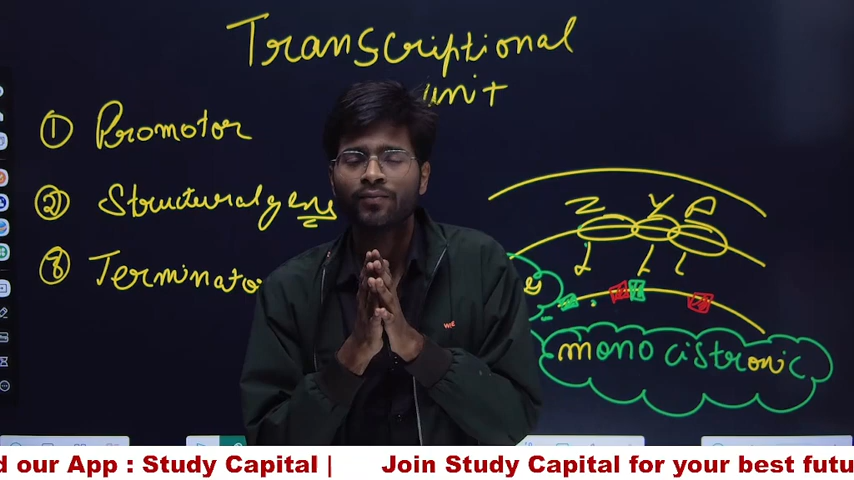 Transcriptional
unit
① Promotor
② Structural gens
③ Terminato
Z Y A
mono cistronic
d our App : Study Capital | Join Study Capital for your best futu